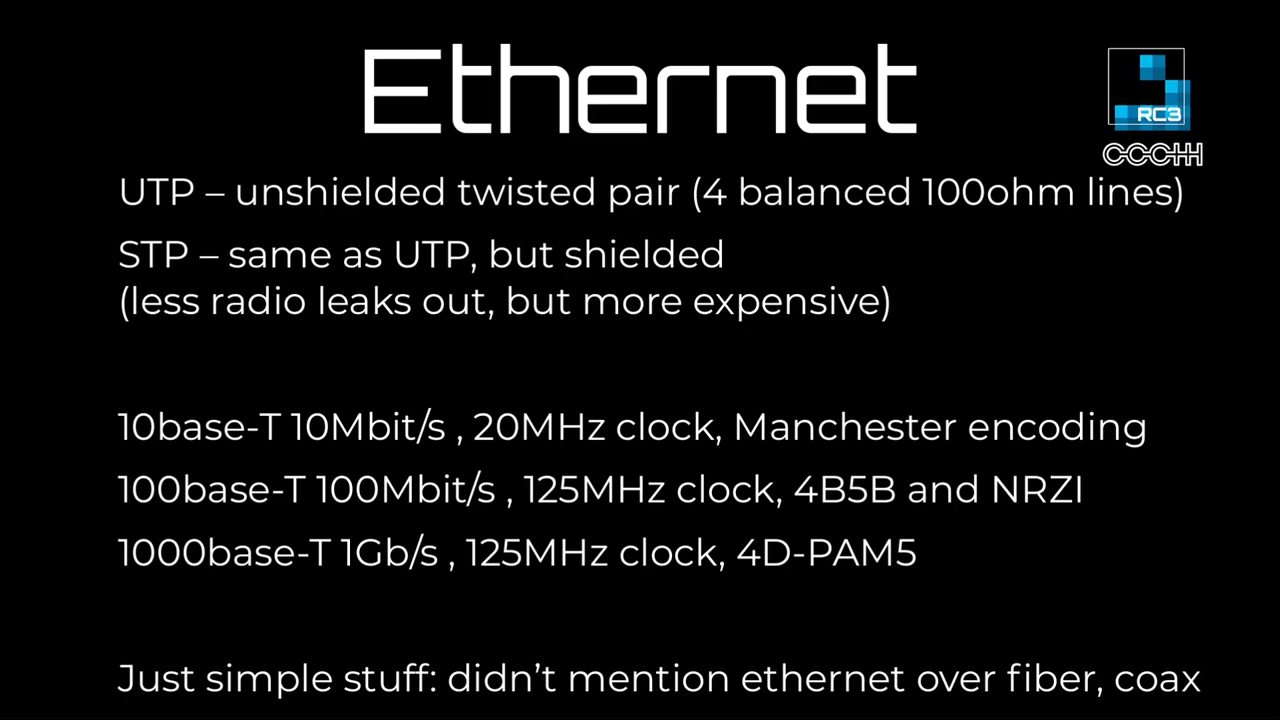 Ethernet
RC3
CCCHH
UTP – unshielded twisted pair (4 balanced 100ohm lines)
STP – same as UTP, but shielded
(less radio leaks out, but more expensive)
10base-T 10Mbit/s , 20MHz clock, Manchester encoding
100base-T 100Mbit/s , 125MHz clock, 4B5B and NRZI
1000base-T 1Gb/s , 125MHz clock, 4D-PAM5
Just simple stuff: didn’t mention ethernet over fiber, coax